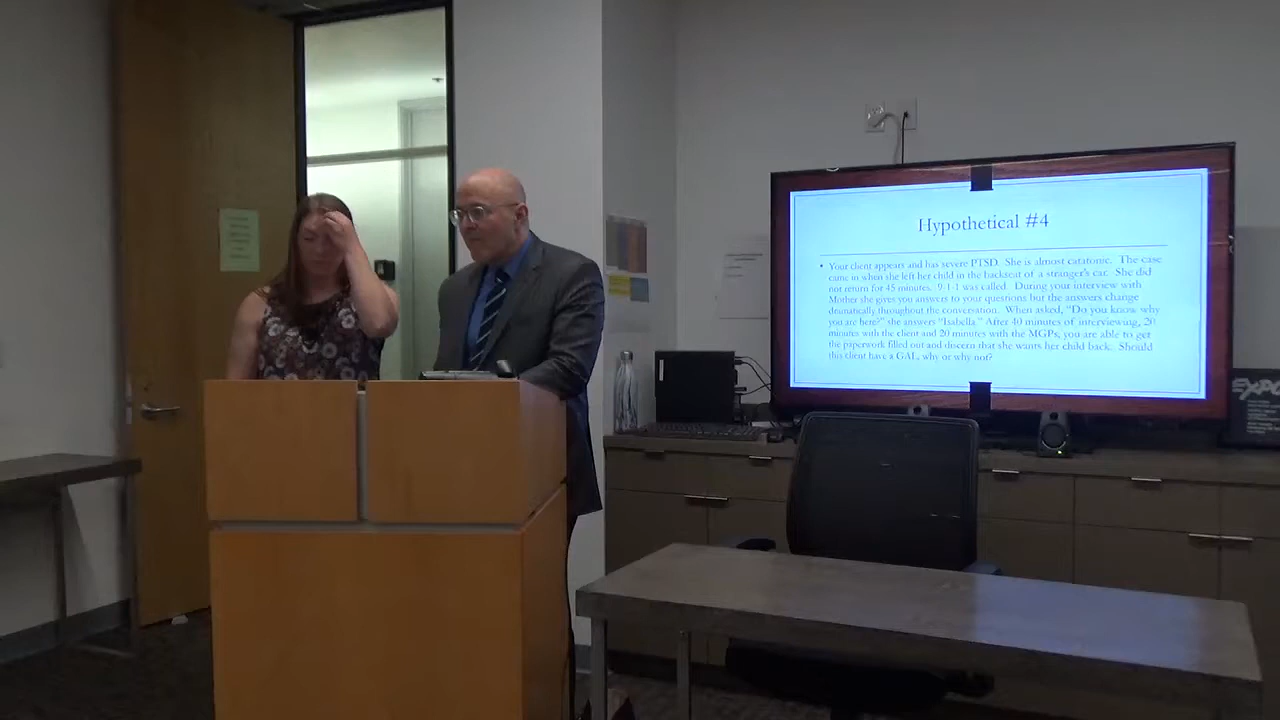 Hypothetical #4
• Your client appears and has severe PTSD. She is almost catatonic. The case
came in when she left her child in the backseat of a stranger's car. She did
not return for 45 minutes. 9-1-1 was called. During your interview with
Mother she gives you answers to your questions but the answers change
dramatically throughout the conversation. When asked, "Do you know why
you are here?" she answers "Isabella." After 40 minutes of interviewing, 20
minutes with the client and 20 minutes with the MGPs, you are able to get
the paperwork filled out and discern that she wants her child back. Should
this client have a GAL, why or why not?
EXPO